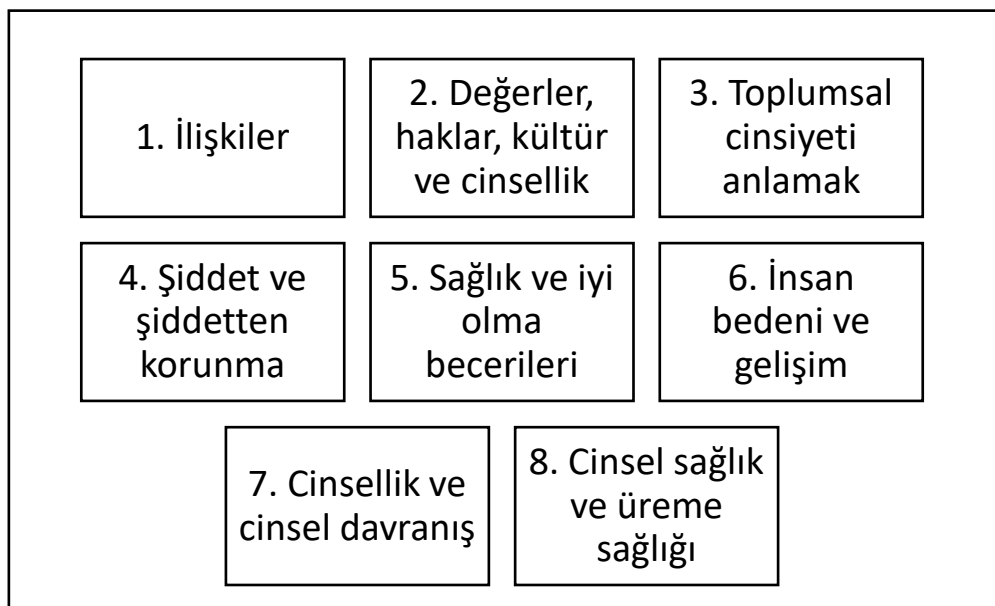 1. İlişkiler
2. Değerler,
haklar, kültür
ve cinsellik
3. Toplumsal
cinsiyeti
anlamak
4. Şiddet ve
şiddetten
korunma
5. Sağlık ve iyi
olma
becerileri
6. İnsan
bedeni ve
gelişim
7. Cinsellik ve
cinsel davranış
8. Cinsel sağlık
ve üreme
sağlığı